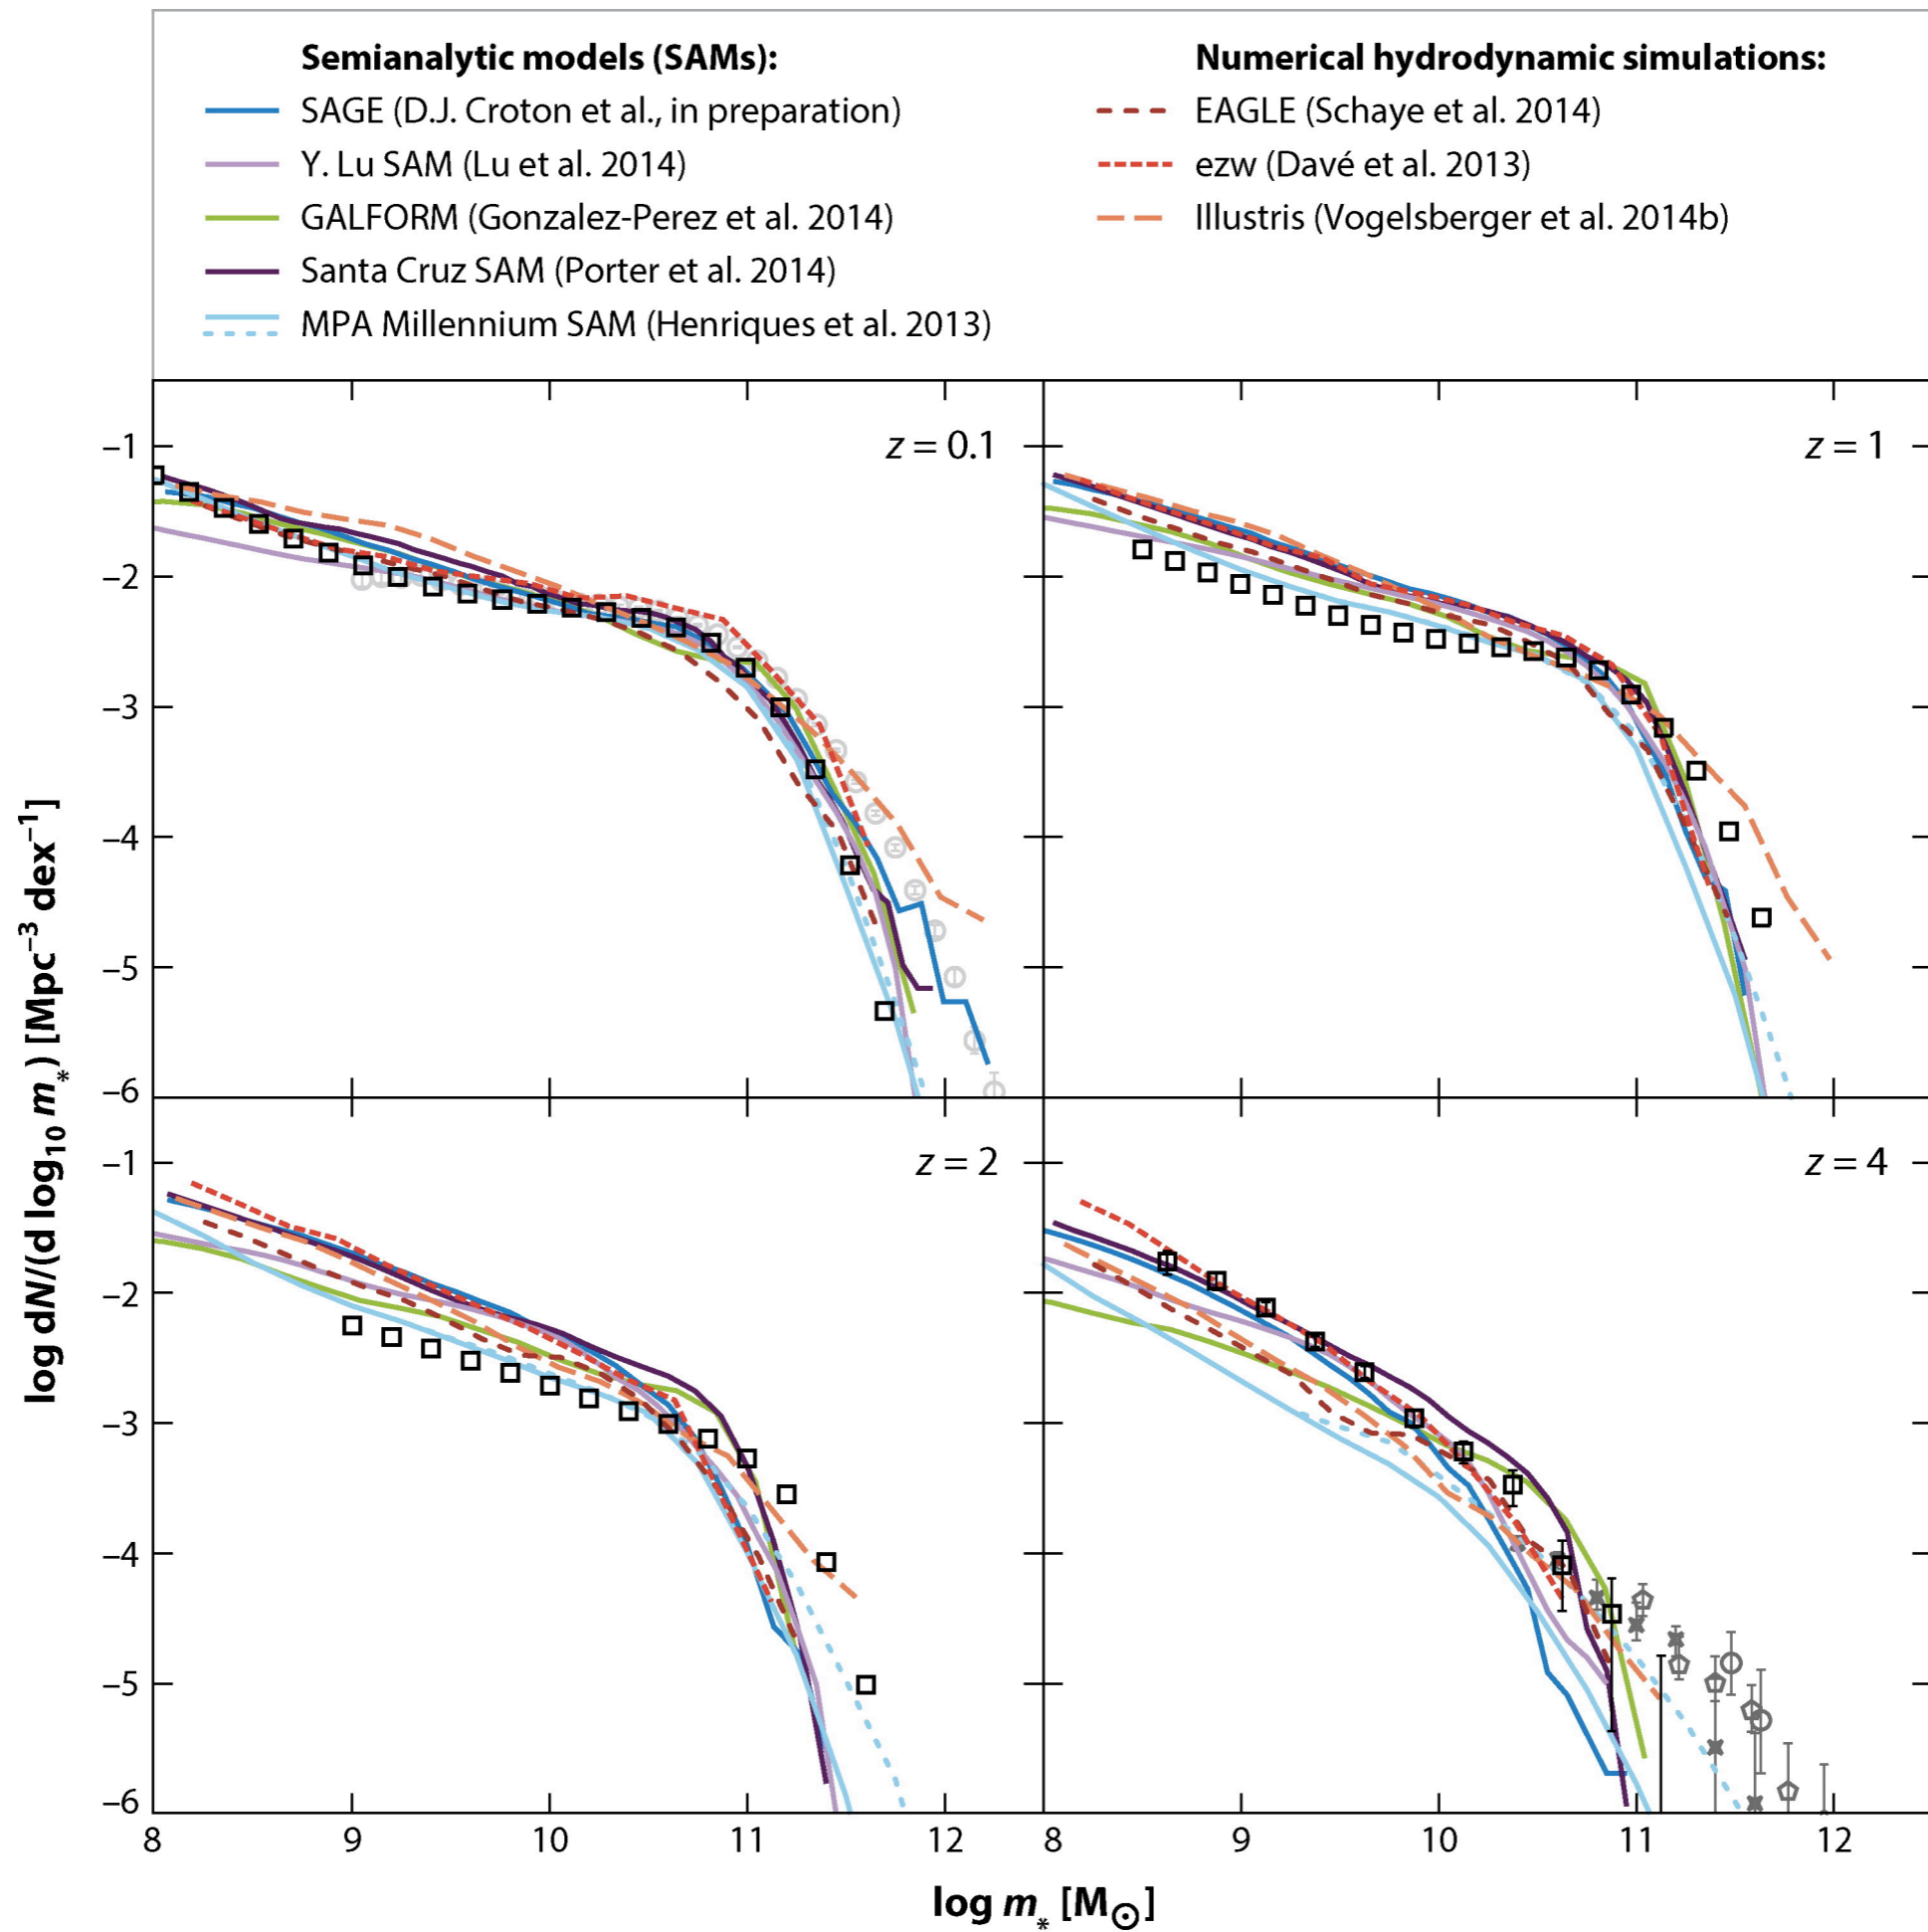 Semianalytic models (SAMs):
SAGE (D.J. Croton et al., in preparation)
Y. Lu SAM (Lu et al. 2014)
GALFORM (Gonzalez-Perez et al. 2014)
Santa Cruz SAM (Porter et al. 2014)
MPA Millennium SAM (Henriques et al. 2013)
Numerical hydrodynamic simulations:
EAGLE (Schaye et al. 2014)
ezw (Davé et al. 2013)
Illustris (Vogelsberger et al. 2014b)
z = 0.1
z = 1
–1
–2
–3
–4
–5
–6
z = 2
z = 4
–1
–2
–3
–4
–5
–6
8 9 10 11 12 8 9 10 11 12
log dN/(d log₁₀ m*) [Mpc⁻³ dex⁻¹]
log m* [M⊙]